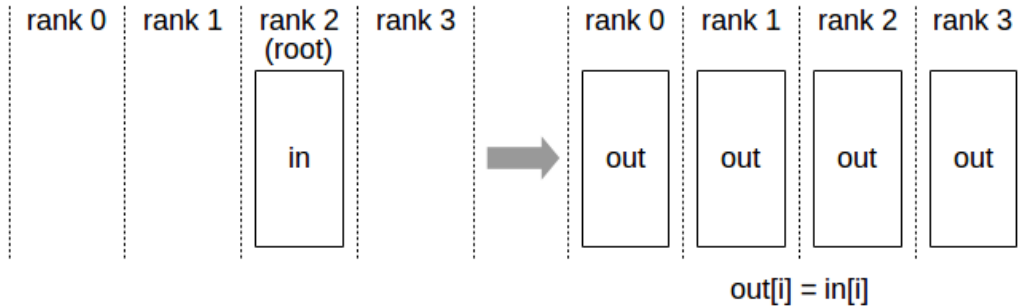 rank 0 rank 1 rank 2 rank 3 rank 0 rank 1 rank 2 rank 3
(root)
in out out out out
out[i] = in[i]